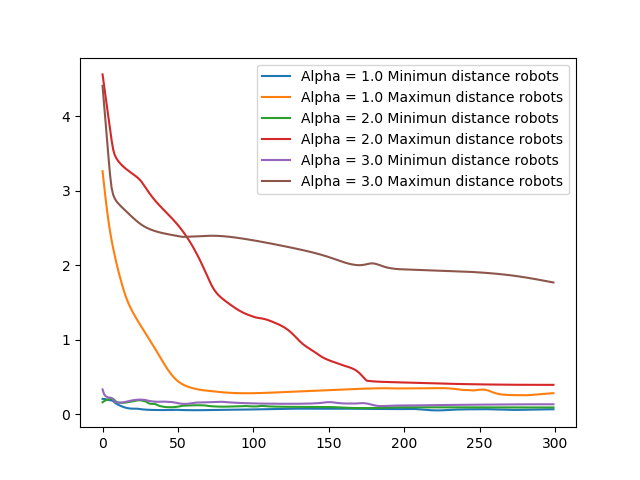 Alpha = 1.0 Minimun distance robots
Alpha = 1.0 Maximun distance robots
Alpha = 2.0 Minimun distance robots
Alpha = 2.0 Maximun distance robots
Alpha = 3.0 Minimun distance robots
Alpha = 3.0 Maximun distance robots
4
3
2
1
0
0 50 100 150 200 250 300